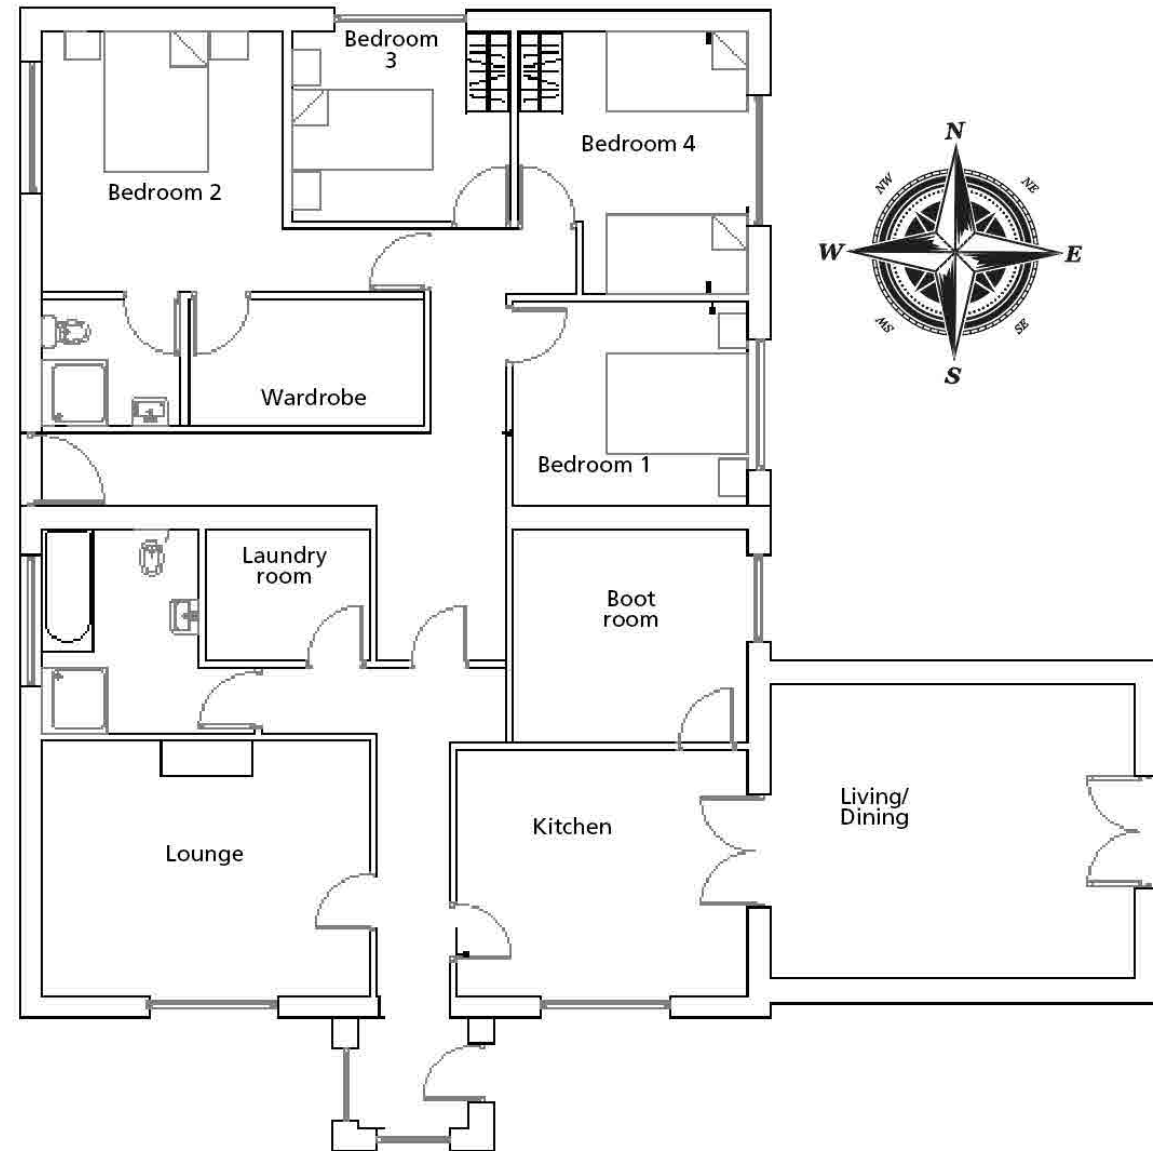 Bedroom
3
Bedroom 4
Bedroom 2
N
NW
NE
W
E
SW
SE
S
Wardrobe
Bedroom 1
Laundry
room
Boot
room
Living/
Dining
Kitchen
Lounge